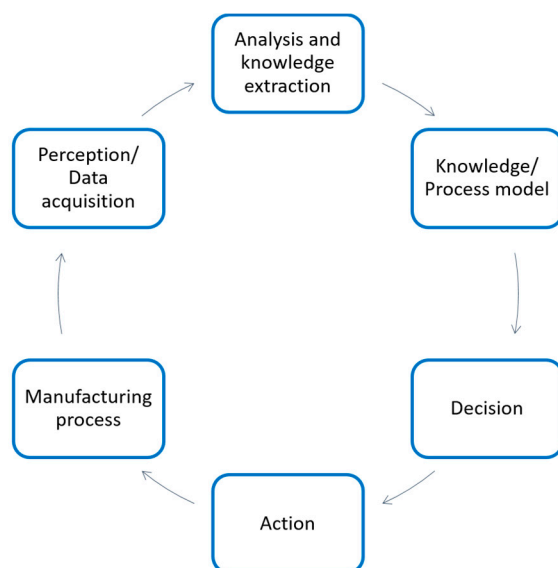 Analysis and
knowledge
extraction
Knowledge/
Process model
Decision
Action
Manufacturing
process
Perception/
Data
acquisition